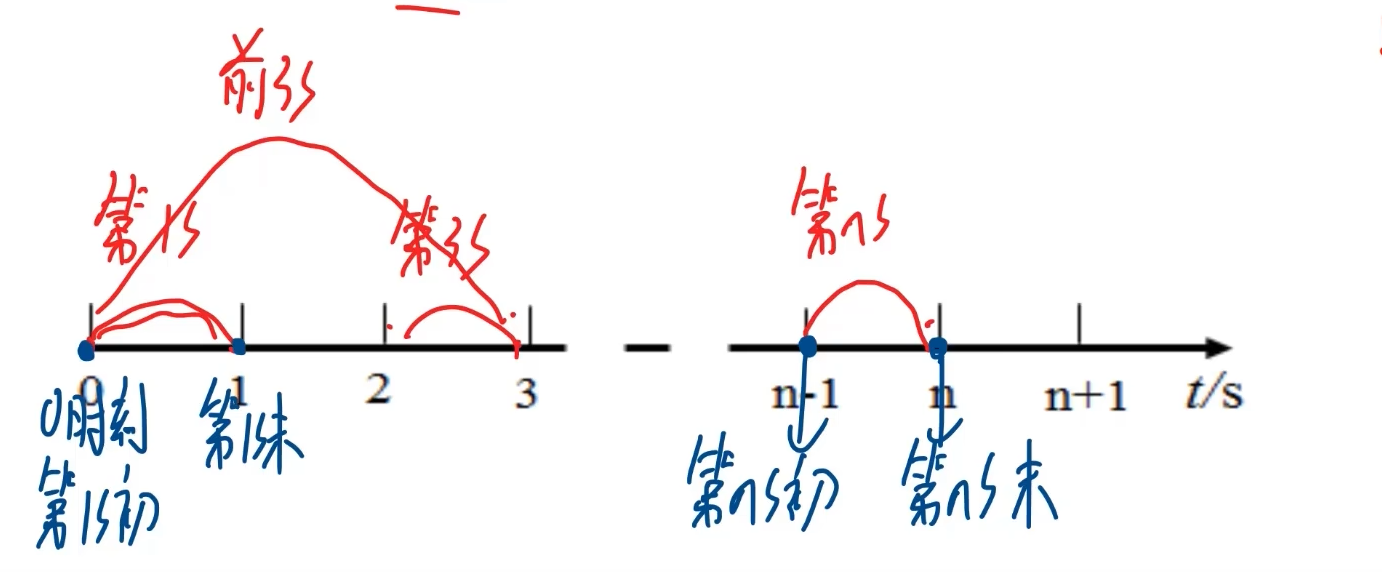 前3s
第1s
第3s
第ns
0 1 2 3 n-1 n n+1 t/s
0时刻
第1s末
第1s初
第ns初
第ns末